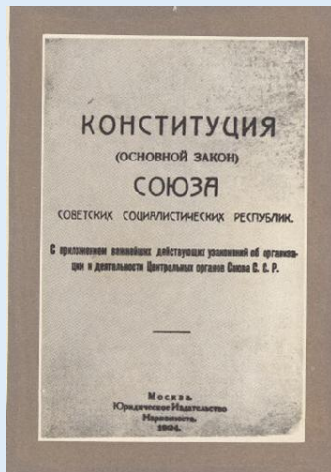 КОНСТИТУЦИЯ
(ОСНОВНОЙ ЗАКОН)
СОЮЗА
СОВЕТСКИХ СОЦИАЛИСТИЧЕСКИХ РЕСПУБЛИК.
С приложением важнейших действующих узаконений об организа-
ции и деятельности Центральных органов Союза С. С. Р.
Москва
Юридическое Издательство
Наркомюста.